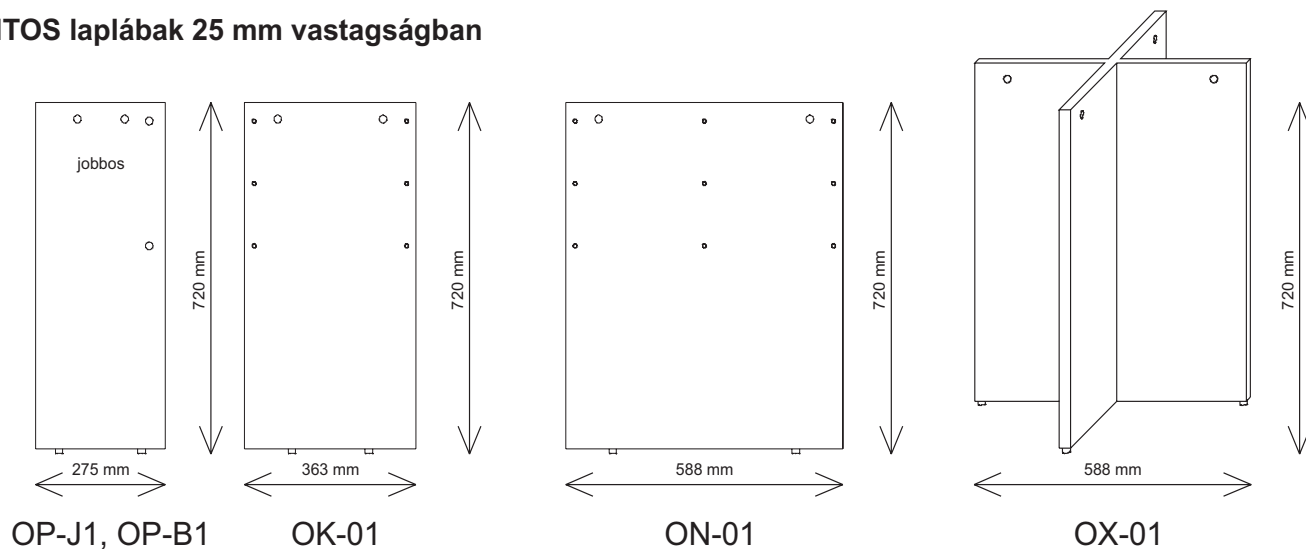 TOS laplábak 25 mm vastagságban
jobbos
720 mm
720 mm
720 mm
720 mm
275 mm
363 mm
588 mm
588 mm
OP-J1, OP-B1
OK-01
ON-01
OX-01